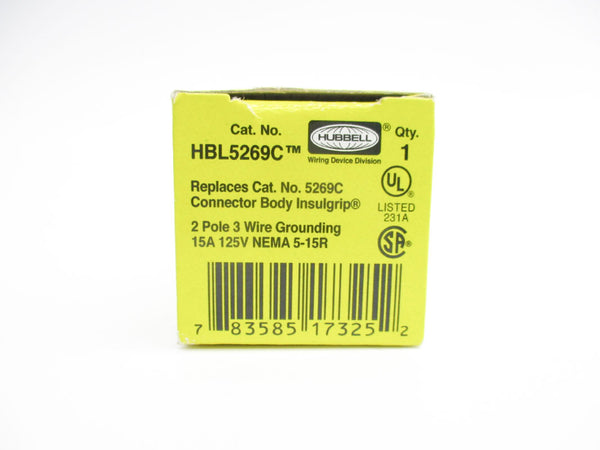 Cat. No.
HBL5269C™
HUBBELL®
Wiring Device Division
Qty.
1
UL®
LISTED
231A
Replaces Cat. No. 5269C
Connector Body Insulgrip®
2 Pole 3 Wire Grounding
15A 125V NEMA 5-15R
SA®
7 83585 17325 2